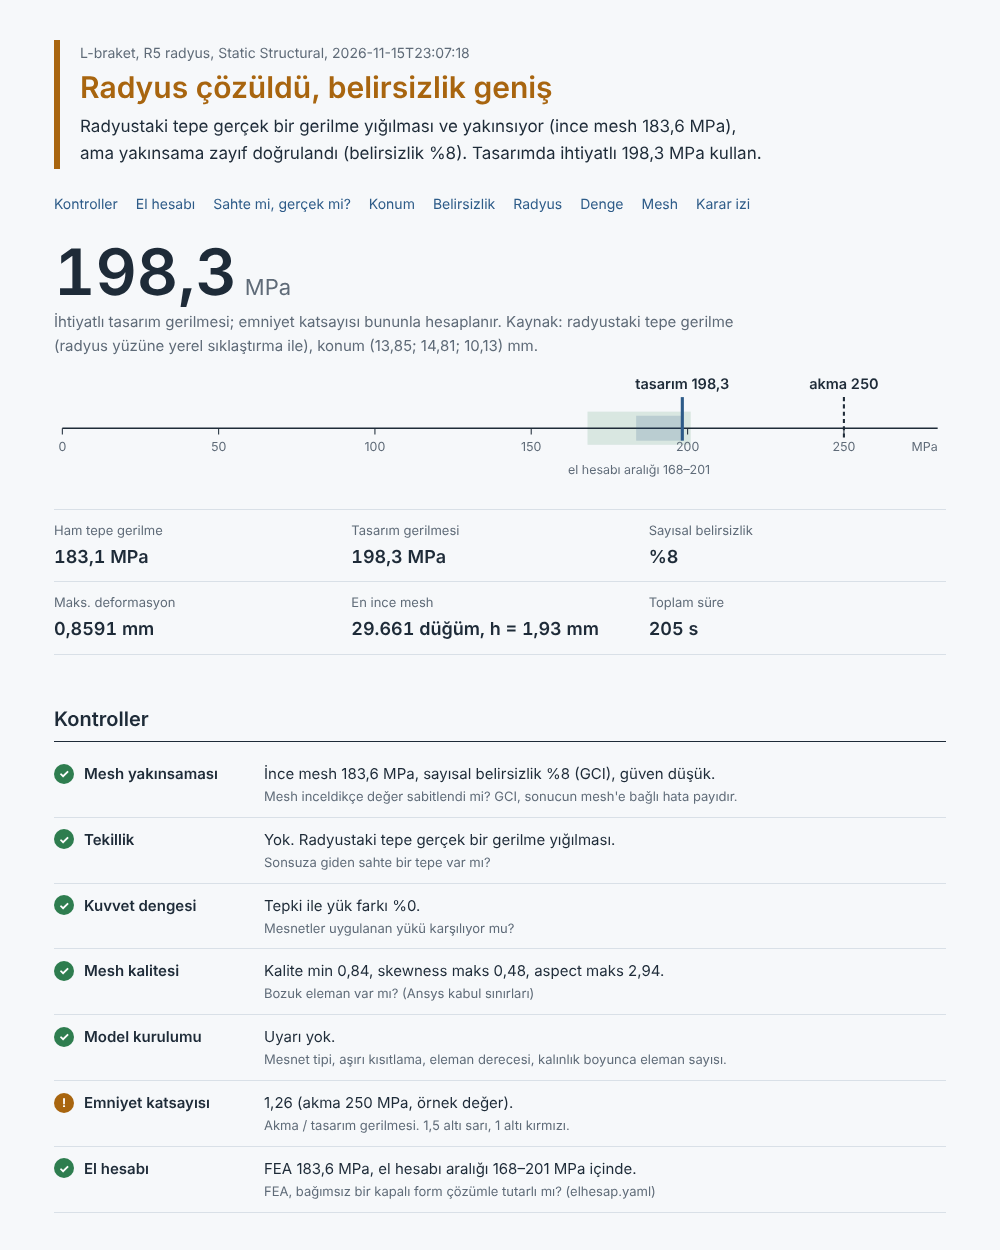 L-braket, R5 radyus, Static Structural, 2026-11-15T23:07:18
Radyus çözüldü, belirsizlik geniş
Radyustaki tepe gerçek bir gerilme yığılması ve yakınsıyor (ince mesh 183,6 MPa),
ama yakınsama zayıf doğrulandı (belirsizlik %8). Tasarımda ihtiyatlı 198,3 MPa kullan.
Kontroller El hesabı Sahte mi, gerçek mi? Konum Belirsizlik Radyus Denge Mesh Karar izi
198,3 MPa
İhtiyatlı tasarım gerilmesi; emniyet katsayısı bununla hesaplanır. Kaynak: radyustaki tepe gerilme
(radyus yüzüne yerel sıklaştırma ile), konum (13,85; 14,81; 10,13) mm.
tasarım 198,3 akma 250
0 50 100 150 200 250 MPa
el hesabı aralığı 168–201
Ham tepe gerilme Tasarım gerilmesi Sayısal belirsizlik
183,1 MPa 198,3 MPa %8
Maks. deformasyon En ince mesh Toplam süre
0,8591 mm 29.661 düğüm, h = 1,93 mm 205 s
Kontroller
Mesh yakınsaması İnce mesh 183,6 MPa, sayısal belirsizlik %8 (GCI), güven düşük.
Mesh inceldikçe değer sabitlendi mi? GCI, sonucun mesh'e bağlı hata payıdır.
Tekillik Yok. Radyustaki tepe gerçek bir gerilme yığılması.
Sonsuza giden sahte bir tepe var mı?
Kuvvet dengesi Tepki ile yük farkı %0.
Mesnetler uygulanan yükü karşılıyor mu?
Mesh kalitesi Kalite min 0,84, skewness maks 0,48, aspect maks 2,94.
Bozuk eleman var mı? (Ansys kabul sınırları)
Model kurulumu Uyarı yok.
Mesnet tipi, aşırı kısıtlama, eleman derecesi, kalınlık boyunca eleman sayısı.
! Emniyet katsayısı 1,26 (akma 250 MPa, örnek değer).
Akma / tasarım gerilmesi. 1,5 altı sarı, 1 altı kırmızı.
El hesabı FEA 183,6 MPa, el hesabı aralığı 168–201 MPa içinde.
FEA, bağımsız bir kapalı form çözümle tutarlı mı? (elhesap.yaml)